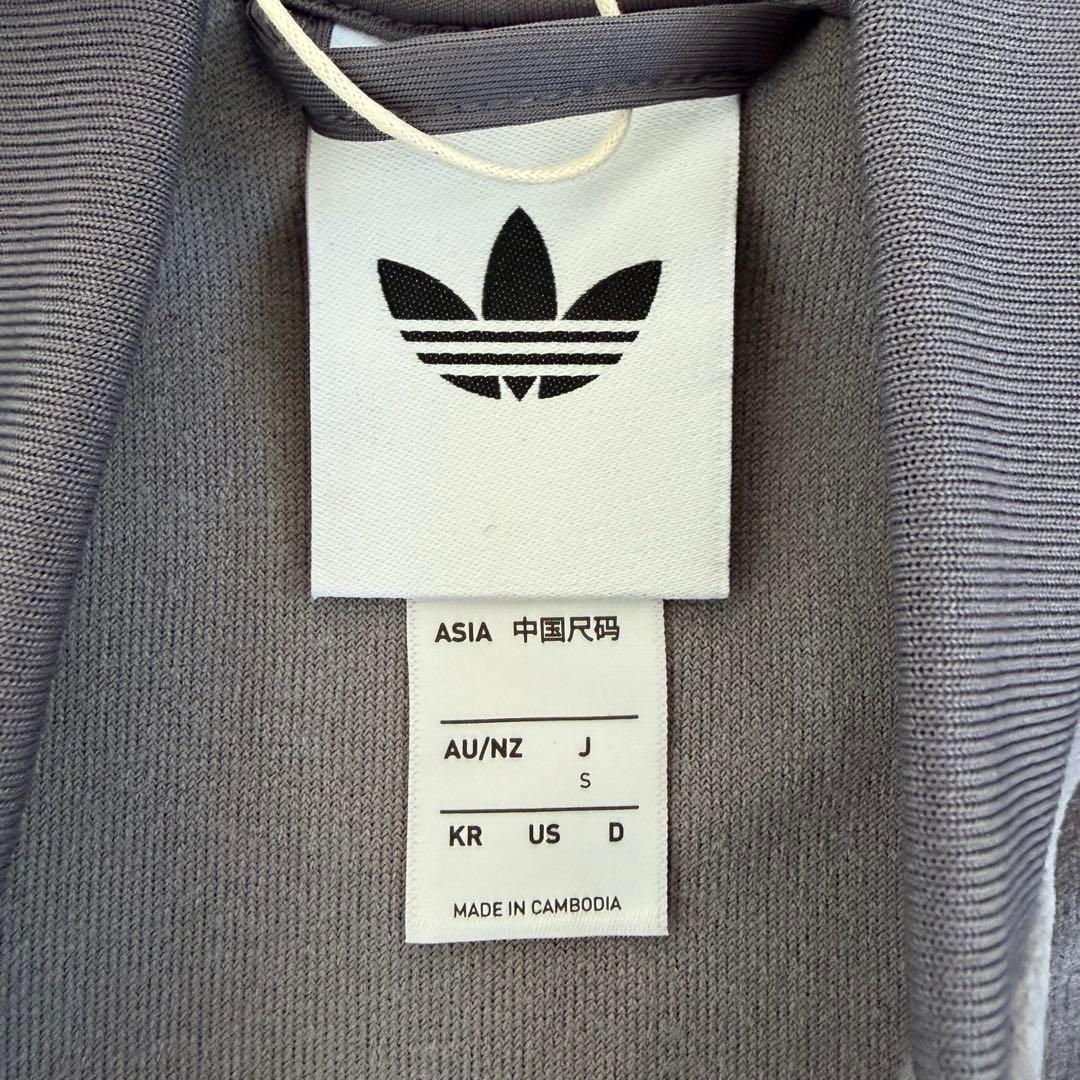 ASIA 中国尺码
AU/NZ J
S
KR US D
MADE IN CAMBODIA